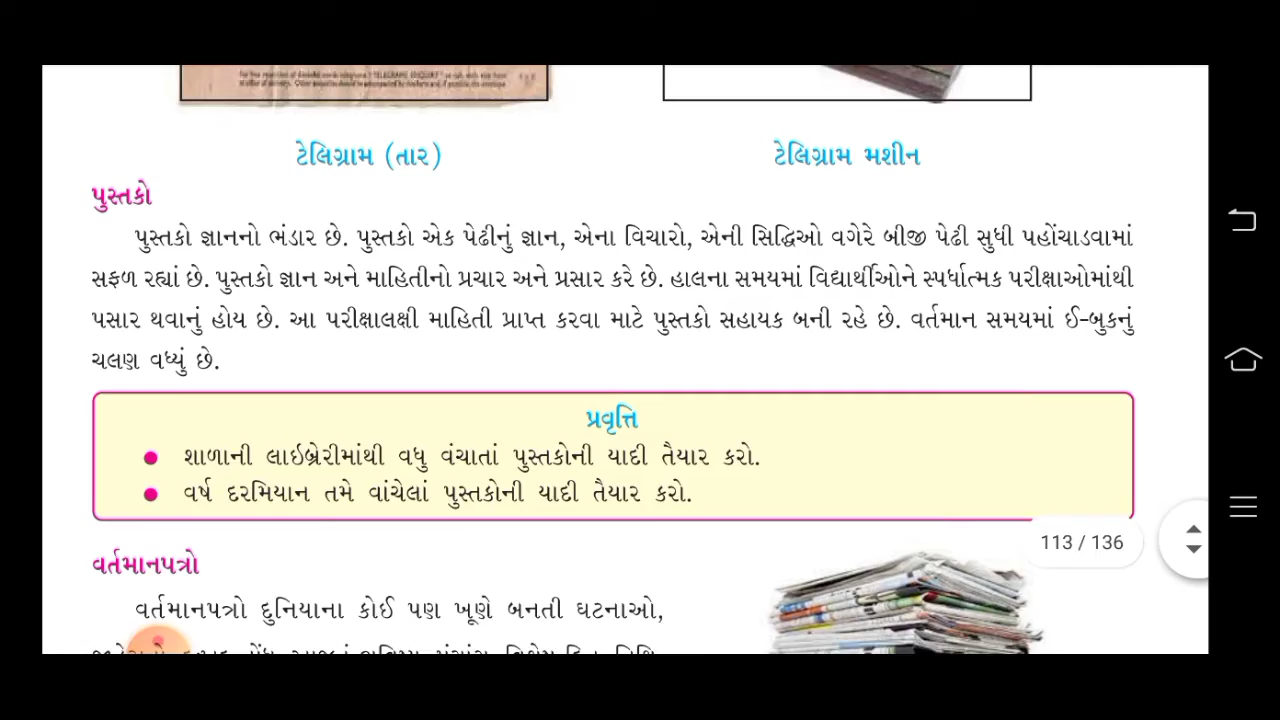 ટેલિગ્રામ (તાર)
ટેલિગ્રામ મશીન
પુસ્તકો
પુસ્તકો જ્ઞાનનો ભંડાર છે. પુસ્તકો એક પેઢીનું જ્ઞાન, એના વિચારો, એની સિદ્ધિઓ વગેરે બીજી પેઢી સુધી પહોંચાડવામાં
સફળ રહ્યાં છે. પુસ્તકો જ્ઞાન અને માહિતીનો પ્રચાર અને પ્રસાર કરે છે. હાલના સમયમાં વિદ્યાર્થીઓને સ્પર્ધાત્મક પરીક્ષાઓમાંથી
પસાર થવાનું હોય છે. આ પરીક્ષાલક્ષી માહિતી પ્રાપ્ત કરવા માટે પુસ્તકો સહાયક બની રહે છે. વર્તમાન સમયમાં ઈ-બુકનું
ચલણ વધ્યું છે.
પ્રવૃત્તિ
● શાળાની લાઇબ્રેરીમાંથી વધુ વંચાતાં પુસ્તકોની યાદી તૈયાર કરો.
● વર્ષ દરમિયાન તમે વાંચેલાં પુસ્તકોની યાદી તૈયાર કરો.
113 / 136
વર્તમાનપત્રો
વર્તમાનપત્રો દુનિયાના કોઈ પણ ખૂણે બનતી ઘટનાઓ,